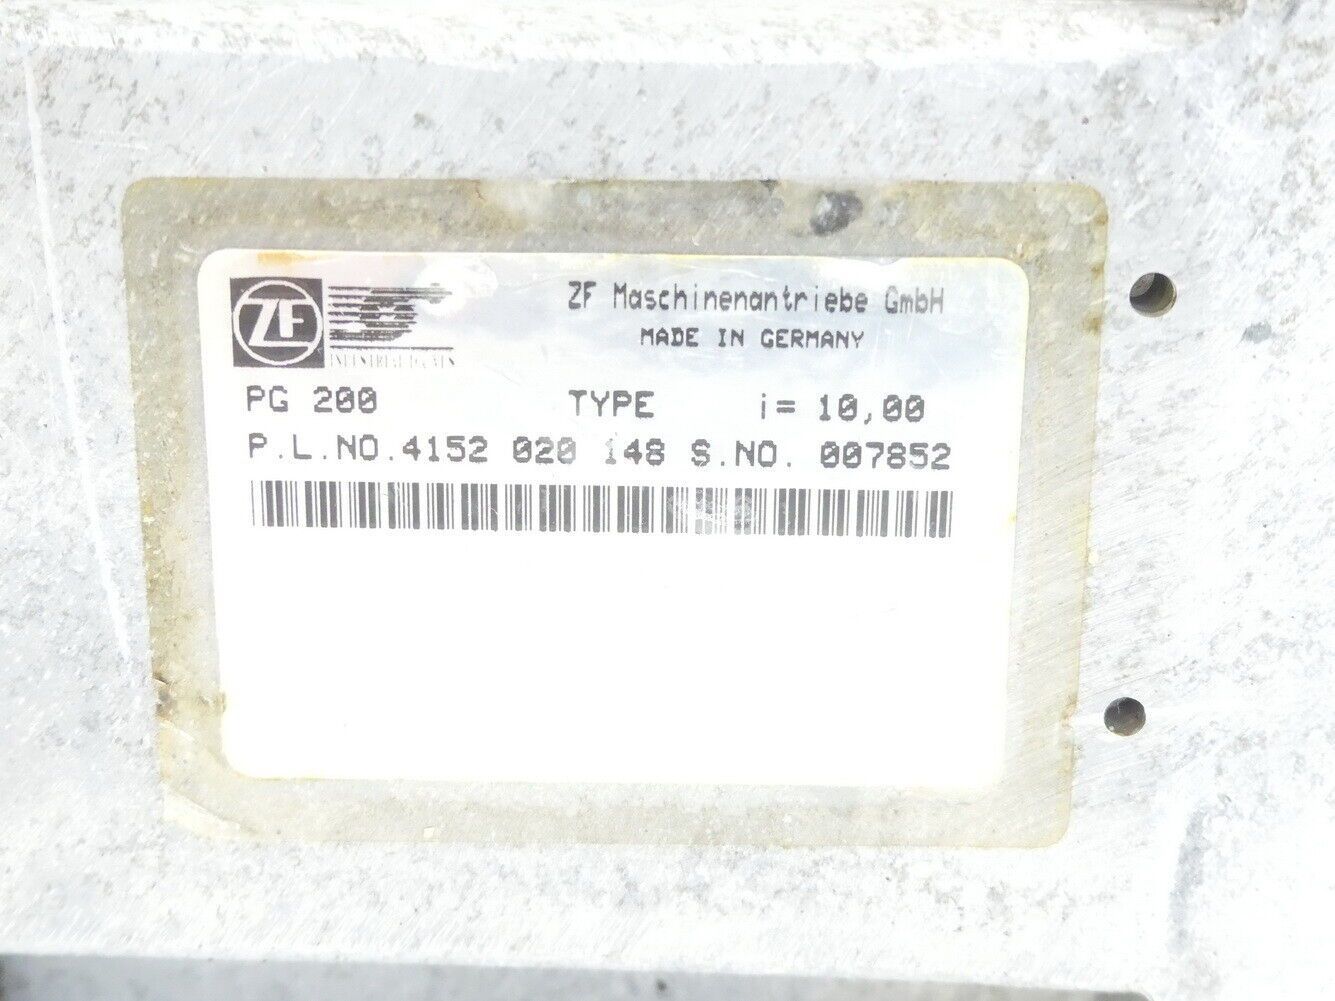 ZF
ZF Maschinenantriebe GmbH
MADE IN GERMANY
PG 200 TYPE i= 10,00
P.L.NO.4152 020 148 S.NO. 007852